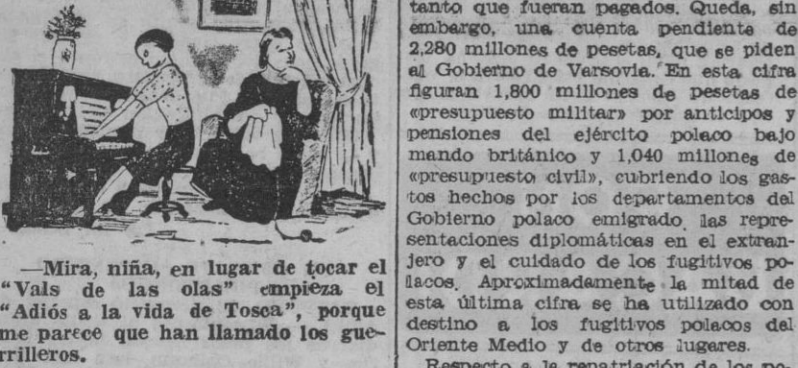 —Mira, niña, en lugar de tocar el
"Vals de las olas" empieza el
"Adiós a la vida de Tosca", porque
me parece que han llamado los gue-
rrilleros.
tanto que fueran pagados. Queda, sin
embargo, una cuenta pendiente de
2,280 millones de pesetas, que se piden
al Gobierno de Varsovia. En esta cifra
figuran 1,800 millones de pesetas de
«presupuesto militar» por anticipos y
pensiones del ejército polaco bajo
mando británico y 1,040 millones de
«presupuesto civil», cubriendo los gas-
tos hechos por los departamentos del
Gobierno polaco emigrado, las repre-
sentaciones diplomáticas en el extran-
jero y el cuidado de los fugitivos po-
lacos. Aproximadamente la mitad de
esta última cifra se ha utilizado con
destino a los fugitivos polacos del
Oriente Medio y de otros lugares.
Respecto a la repatriación de los po-